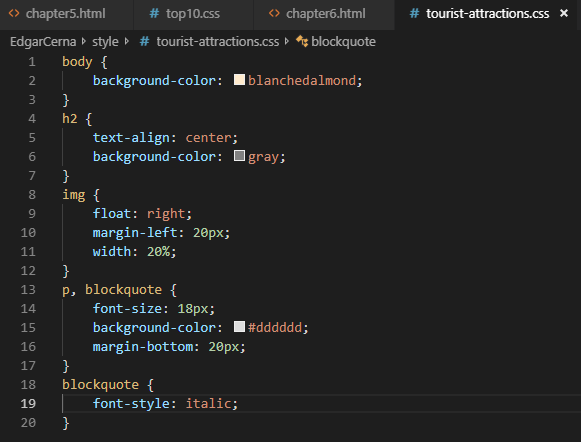 <> chapter5.html # top10.css <> chapter6.html # tourist-attractions.css ×
EdgarCerna > style > # tourist-attractions.css > blockquote
1 body {
2     background-color: blanchedalmond;
3 }
4 h2 {
5     text-align: center;
6     background-color: gray;
7 }
8 img {
9     float: right;
10     margin-left: 20px;
11     width: 20%;
12 }
13 p, blockquote {
14     font-size: 18px;
15     background-color: #dddddd;
16     margin-bottom: 20px;
17 }
18 blockquote {
19     font-style: italic;
20 }